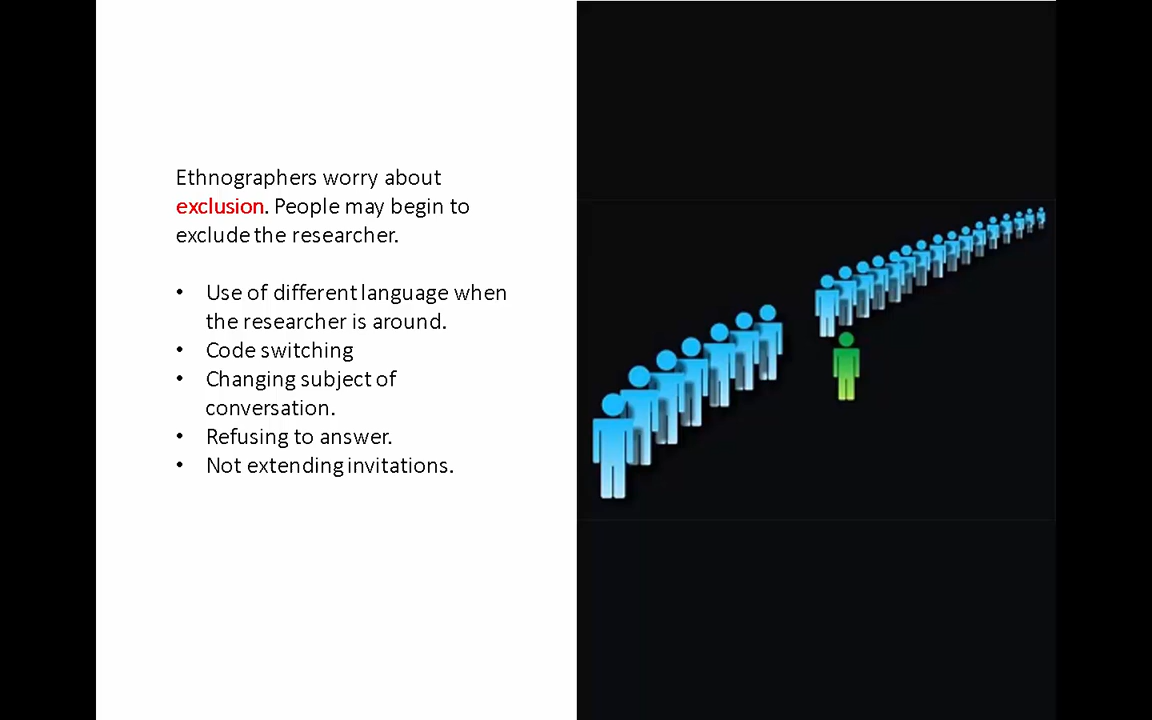 Ethnographers worry about
exclusion. People may begin to
exclude the researcher.
• Use of different language when
the researcher is around.
• Code switching
• Changing subject of
conversation.
• Refusing to answer.
• Not extending invitations.